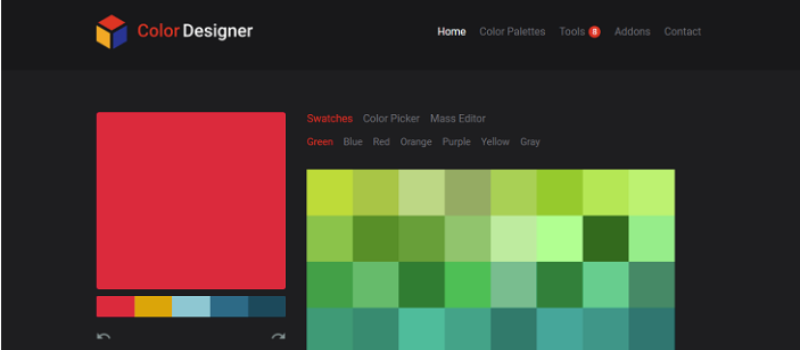 Color Designer
Home Color Palettes Tools 8 Addons Contact
Swatches Color Picker Mass Editor
Green Blue Red Orange Purple Yellow Gray